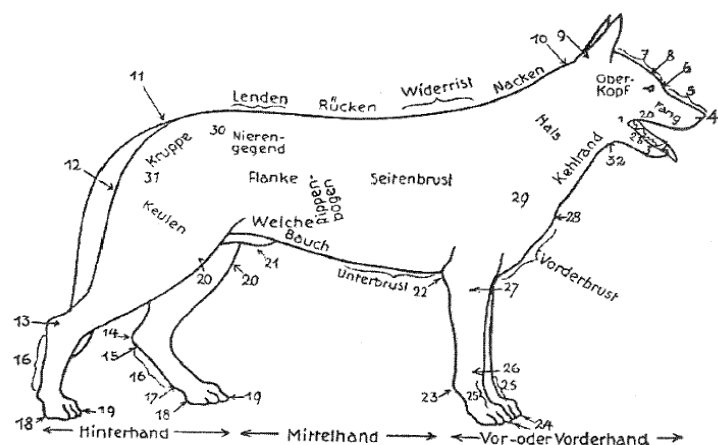 9
10
7
8
6
5
4
Ober-
Kopf
Fang
20
1
11
Lenden
Rücken
Widerrist
Nacken
Hals
Kehlrand
32
30
Nieren-
gegend
Kruppe
31
12
Flanke
Rippen-
bogen
Seitenbrust
29
28
Keulen
Welche
Bauch
20
20
21
Unterbrust
22
Vorderbrust
27
13
14
15
16
16
17
18
18
19
19
23
26
25
25
24
Hinterhand
Mittelhand
Vor-oder Vorderhand